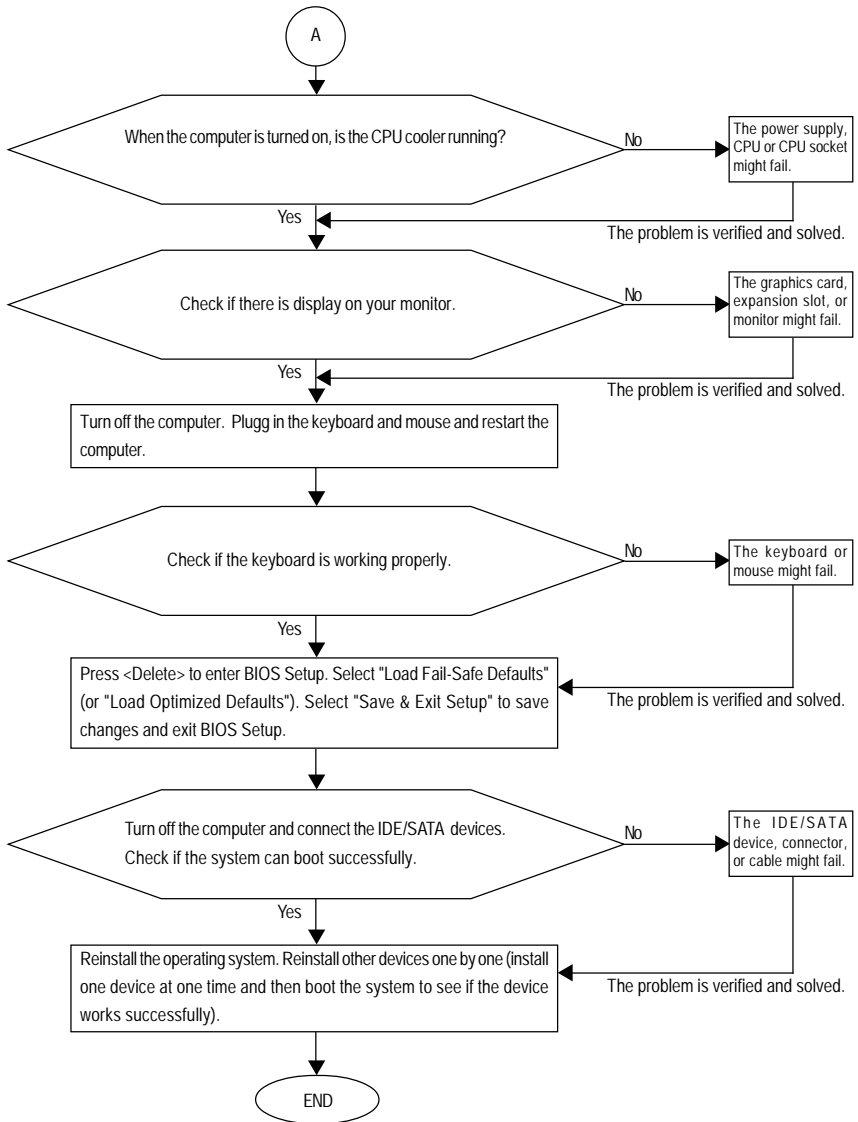 A
When the computer is turned on, is the CPU cooler running?
No
The power supply,
CPU or CPU socket
might fail.
Yes
The problem is verified and solved.
Check if there is display on your monitor.
No
The graphics card,
expansion slot, or
monitor might fail.
Yes
The problem is verified and solved.
Turn off the computer. Plugg in the keyboard and mouse and restart the
computer.
Check if the keyboard is working properly.
No
The keyboard or
mouse might fail.
Yes
Press <Delete> to enter BIOS Setup. Select "Load Fail-Safe Defaults"
(or "Load Optimized Defaults"). Select "Save & Exit Setup" to save
changes and exit BIOS Setup.
The problem is verified and solved.
Turn off the computer and connect the IDE/SATA devices.
Check if the system can boot successfully.
No
The IDE/SATA
device, connector,
or cable might fail.
Yes
Reinstall the operating system. Reinstall other devices one by one (install
one device at one time and then boot the system to see if the device
works successfully).
The problem is verified and solved.
END